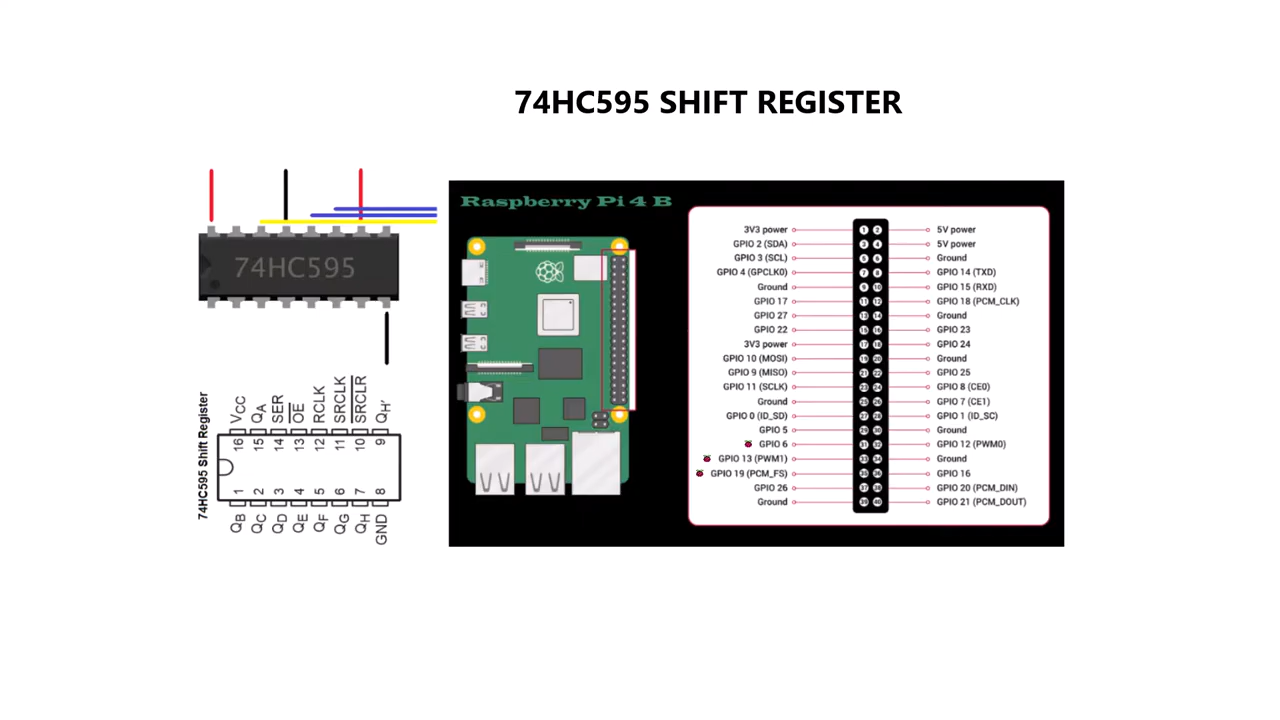 74HC595 SHIFT REGISTER
74HC595
74HC595 Shift Register
VCC
QA
SER
OE
RCLK
SRCLK
SRCLR
QH'
16 15 14 13 12 11 10 9
1 2 3 4 5 6 7 8
QB
QC
QD
QE
QF
QG
QH
GND
Raspberry Pi 4 B
3V3 power 1 2 5V power
GPIO 2 (SDA) 3 4 5V power
GPIO 3 (SCL) 5 6 Ground
GPIO 4 (GPCLK0) 7 8 GPIO 14 (TXD)
Ground 9 10 GPIO 15 (RXD)
GPIO 17 11 12 GPIO 18 (PCM_CLK)
GPIO 27 13 14 Ground
GPIO 22 15 16 GPIO 23
3V3 power 17 18 GPIO 24
GPIO 10 (MOSI) 19 20 Ground
GPIO 9 (MISO) 21 22 GPIO 25
GPIO 11 (SCLK) 23 24 GPIO 8 (CE0)
Ground 25 26 GPIO 7 (CE1)
GPIO 0 (ID_SD) 27 28 GPIO 1 (ID_SC)
GPIO 5 29 30 Ground
GPIO 6 31 32 GPIO 12 (PWM0)
GPIO 13 (PWM1) 33 34 Ground
GPIO 19 (PCM_FS) 35 36 GPIO 16
GPIO 26 37 38 GPIO 20 (PCM_DIN)
Ground 39 40 GPIO 21 (PCM_DOUT)